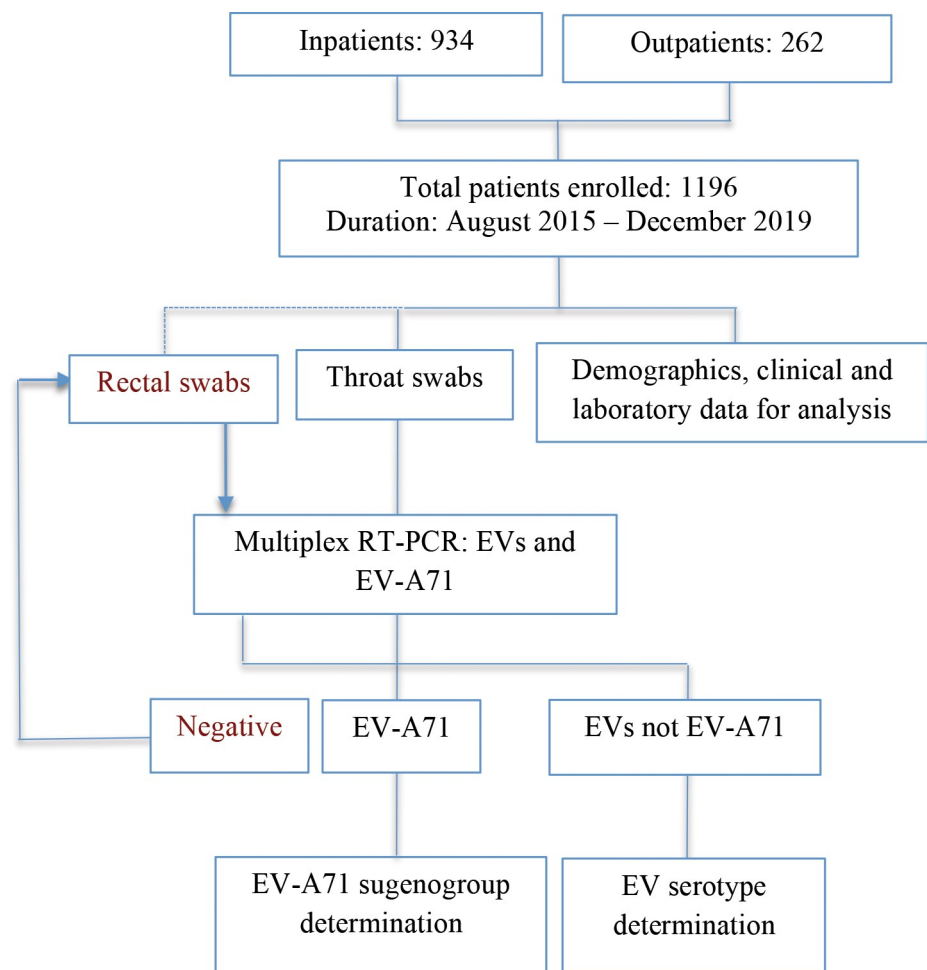 Inpatients: 934
Outpatients: 262
Total patients enrolled: 1196
Duration: August 2015 – December 2019
Rectal swabs
Throat swabs
Demographics, clinical and
laboratory data for analysis
Multiplex RT-PCR: EVs and
EV-A71
Negative
EV-A71
EVs not EV-A71
EV-A71 sugenogroup
determination
EV serotype
determination